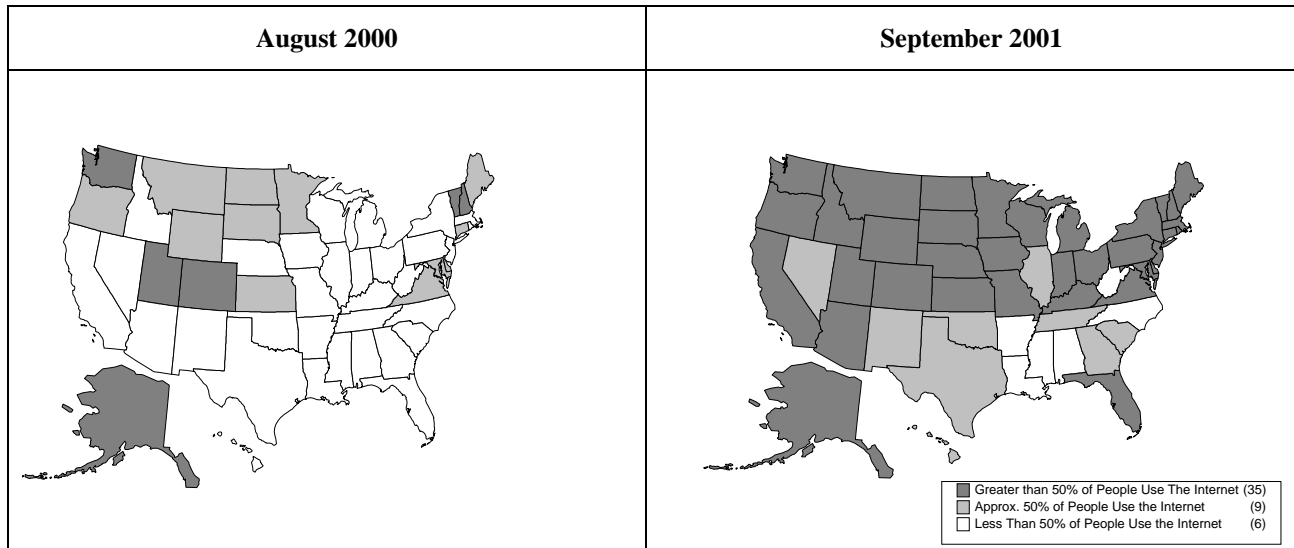 August 2000
September 2001
Greater than 50% of People Use The Internet (35)
Approx. 50% of People Use the Internet (9)
Less Than 50% of People Use the Internet (6)